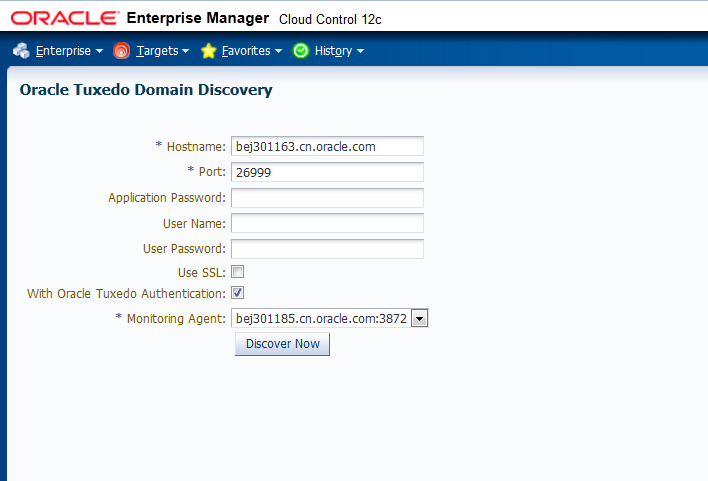 ORACLE Enterprise Manager Cloud Control 12c
Enterprise Targets Favorites History
Oracle Tuxedo Domain Discovery
* Hostname: bej301163.cn.oracle.com
* Port: 26999
Application Password:
User Name:
User Password:
Use SSL:
With Oracle Tuxedo Authentication:
* Monitoring Agent: bej301185.cn.oracle.com:3872
Discover Now